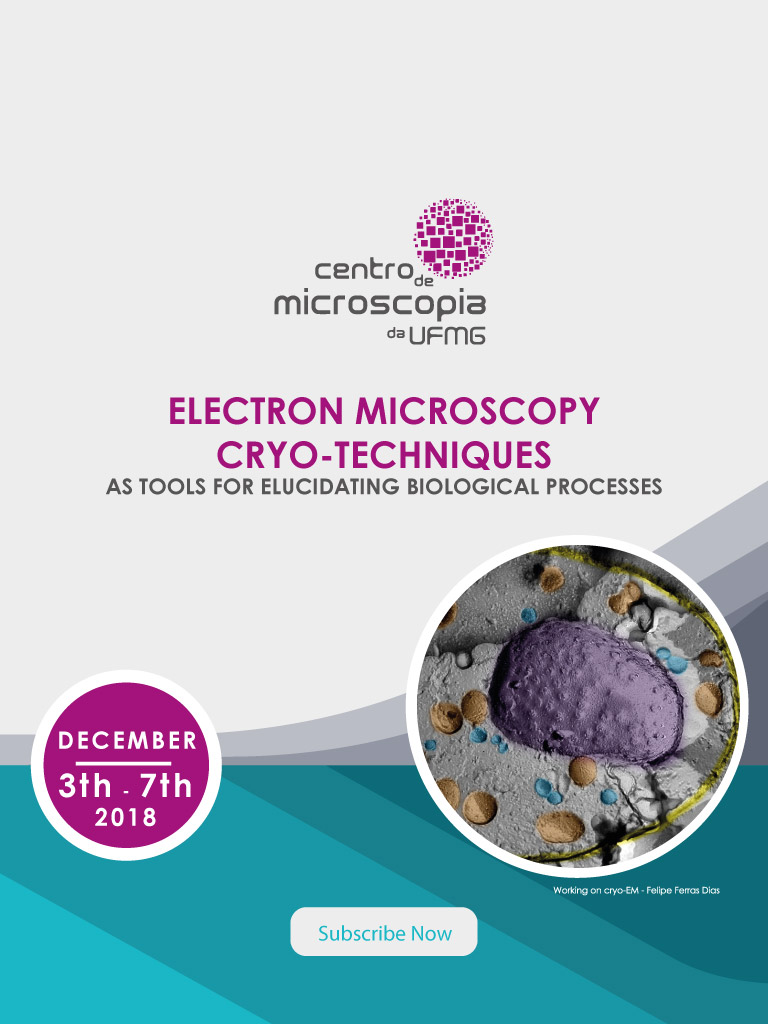 centro
de
microscopia
da UFMG
ELECTRON MICROSCOPY
CRYO-TECHNIQUES
AS TOOLS FOR ELUCIDATING BIOLOGICAL PROCESSES
DECEMBER
3th - 7th
2018
Working on cryo-EM - Felipe Ferras Dias
Subscribe Now